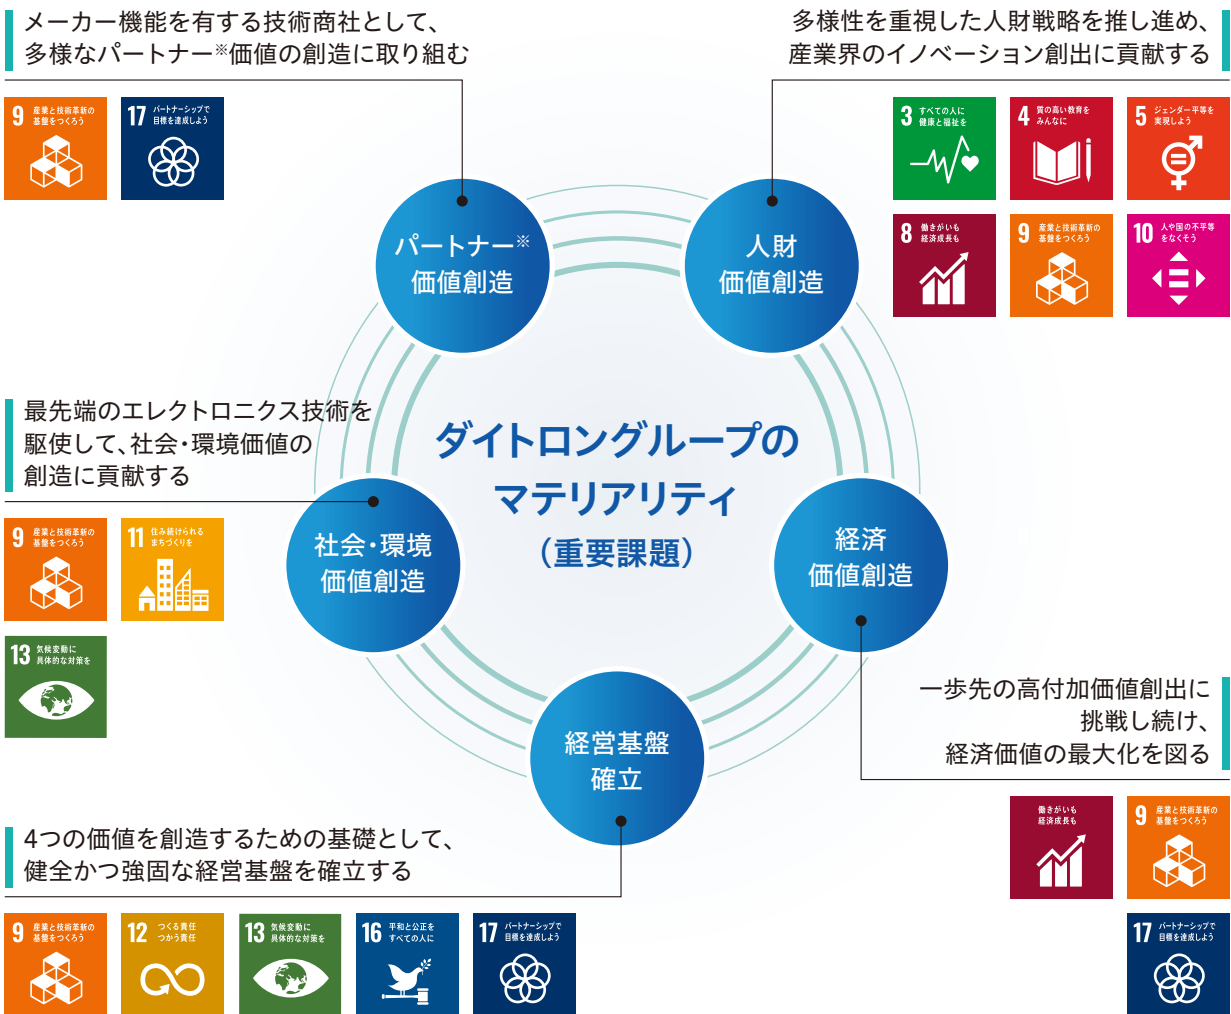 メーカー機能を有する技術商社として、
多様なパートナー※価値の創造に取り組む
9 産業と技術革新の
基盤をつくろう
17 パートナーシップで
目標を達成しよう
多様性を重視した人財戦略を推し進め、
産業界のイノベーション創出に貢献する
3 すべての人に
健康と福祉を
4 質の高い教育を
みんなに
5 ジェンダー平等を
実現しよう
8 働きがいも
経済成長も
9 産業と技術革新の
基盤をつくろう
10 人や国の不平等
をなくそう
パートナー※
価値創造
人財
価値創造
ダイトロングループの
マテリアリティ
（重要課題）
最先端のエレクトロニクス技術を
駆使して、社会・環境価値の
創造に貢献する
9 産業と技術革新の
基盤をつくろう
11 住み続けられる
まちづくりを
13 気候変動に
具体的な対策を
社会・環境
価値創造
経済
価値創造
一歩先の高付加価値創出に
挑戦し続け、
経済価値の最大化を図る
働きがいも
経済成長も
9 産業と技術革新の
基盤をつくろう
17 パートナーシップで
目標を達成しよう
経営基盤
確立
4つの価値を創造するための基礎として、
健全かつ強固な経営基盤を確立する
9 産業と技術革新の
基盤をつくろう
12 つくる責任
つかう責任
13 気候変動に
具体的な対策を
16 平和と公正を
すべての人に
17 パートナーシップで
目標を達成しよう